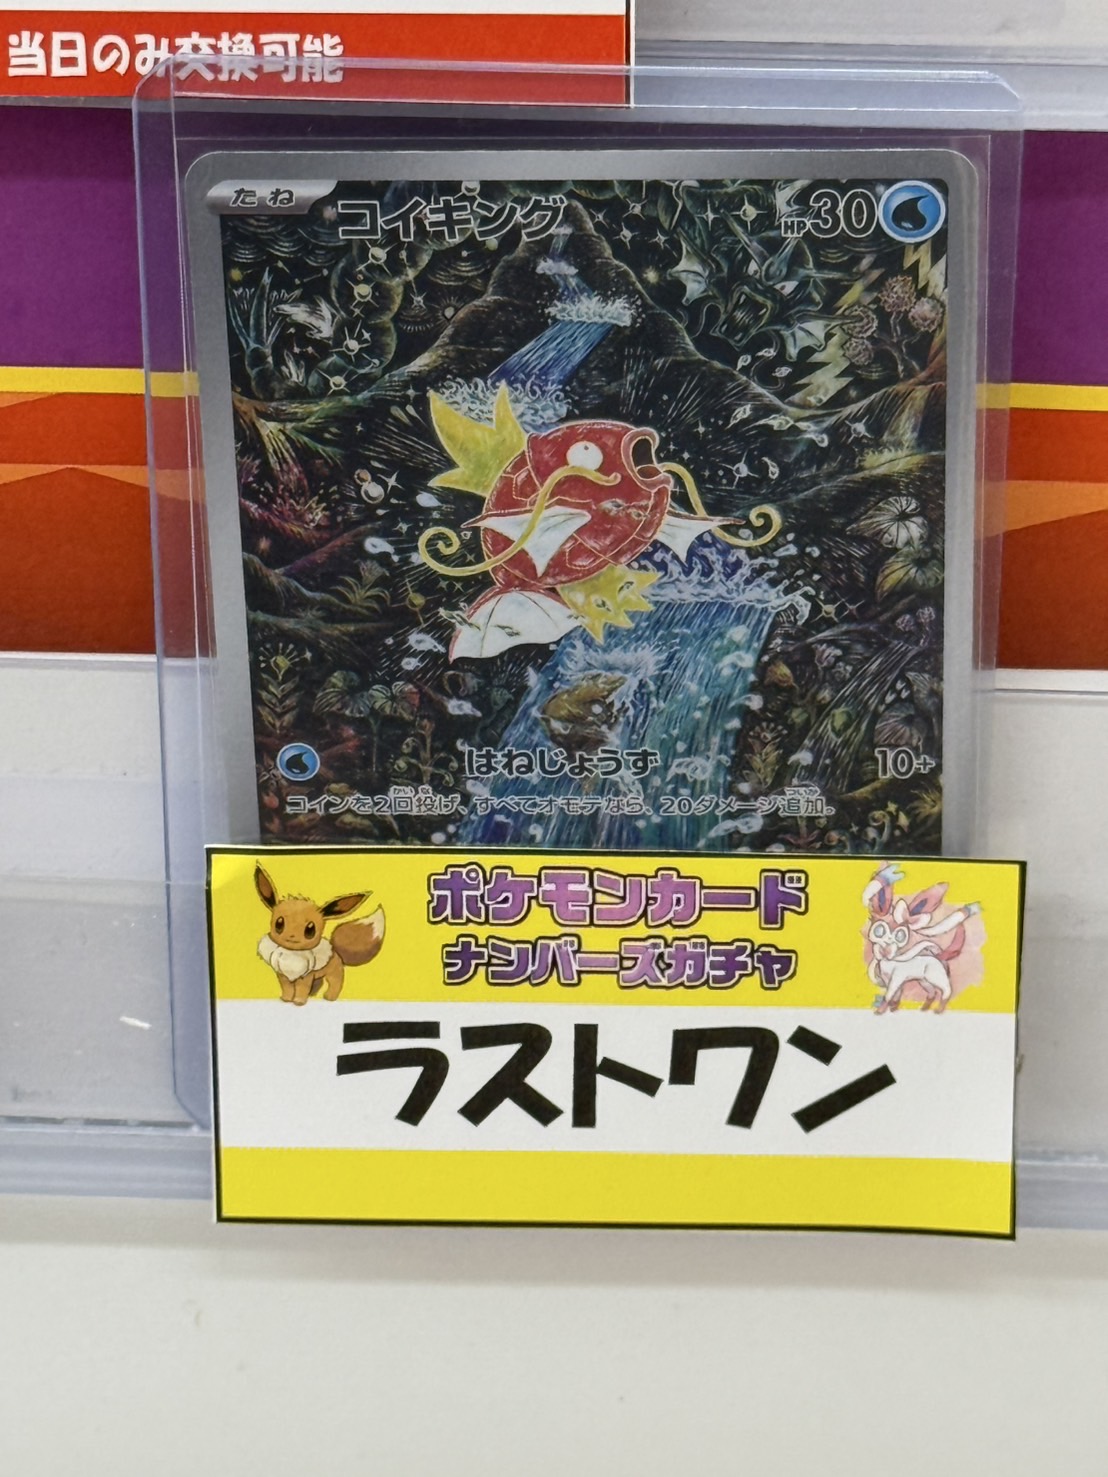 当日のみ交換可能
たね コイキング HP30
はねじょうず 10+
コインを2回投げ、すべてオモテなら、20ダメージ追加。
ポケモンカード
ナンバーズガチャ
ラストワン